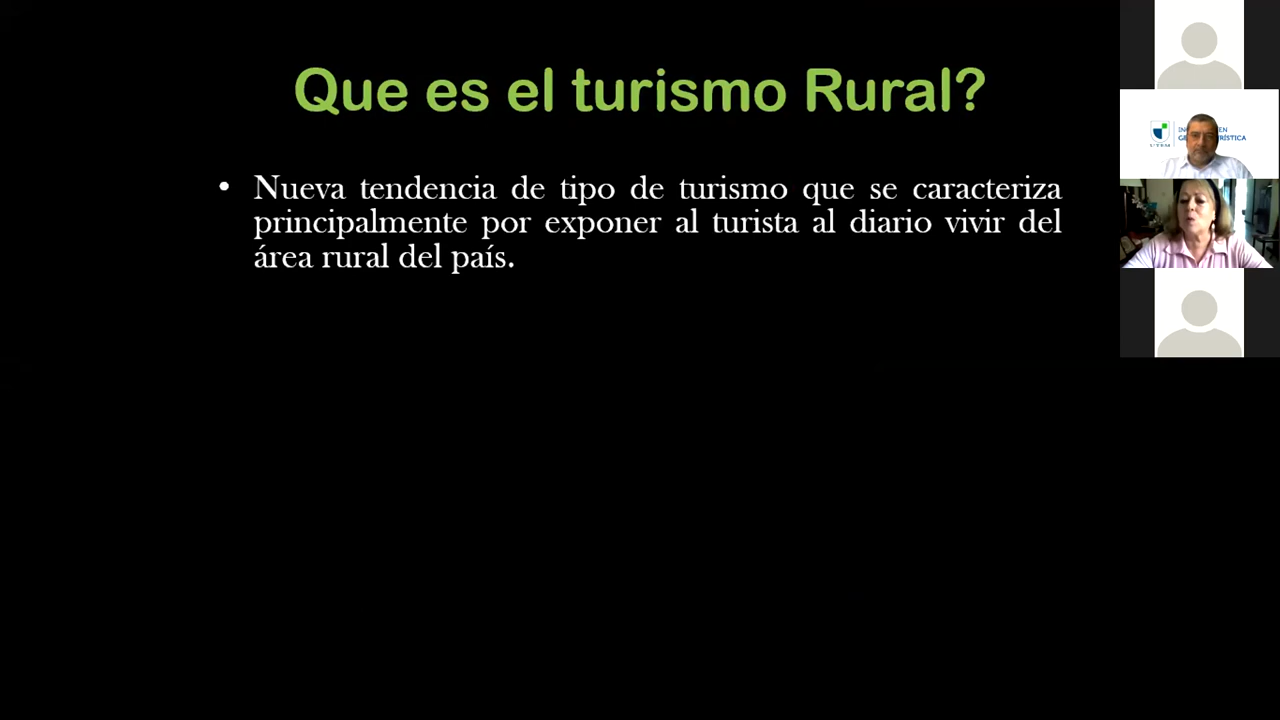 Que es el turismo Rural?
• Nueva tendencia de tipo de turismo que se caracteriza
principalmente por exponer al turista al diario vivir del
área rural del país.
UTEM